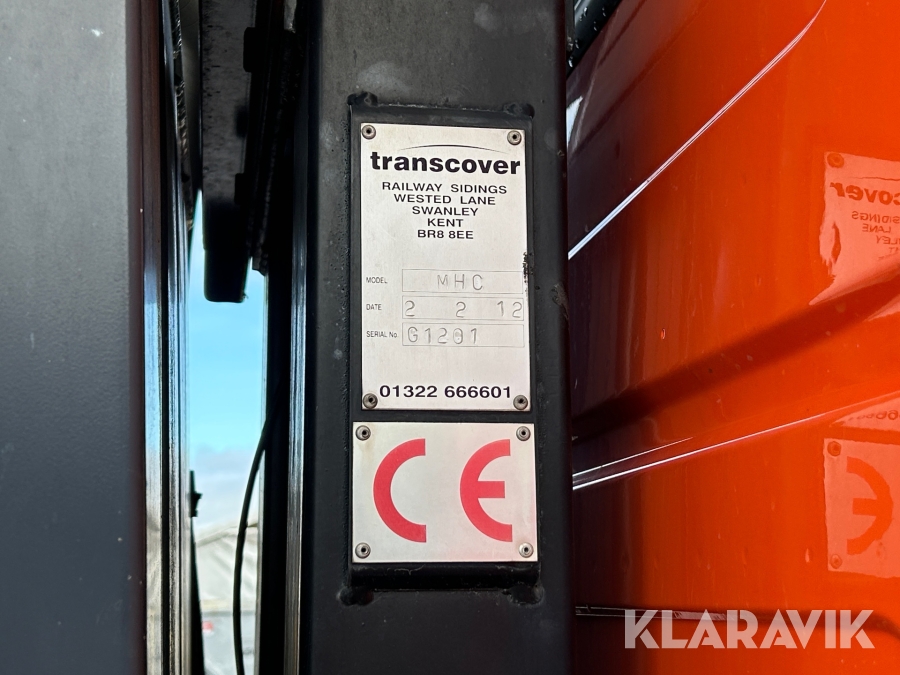 transcover
RAILWAY SIDINGS
WESTED LANE
SWANLEY
KENT
BR8 8EE
MODEL MHC
DATE 2 2 12
SERIAL No. G1201
01322 666601
CE
KLARAVIK